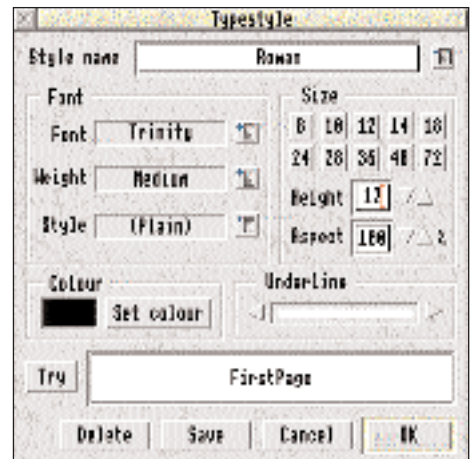 Typestyle
Style name Roman
Font
Font Trinity
Weight Medium
Style (Plain)
Size
8 10 12 14 18
24 28 36 48 72
Height 12
Aspect 100 %
Colour
Set colour
UnderLine
Try FirstPage
Delete Save Cancel OK